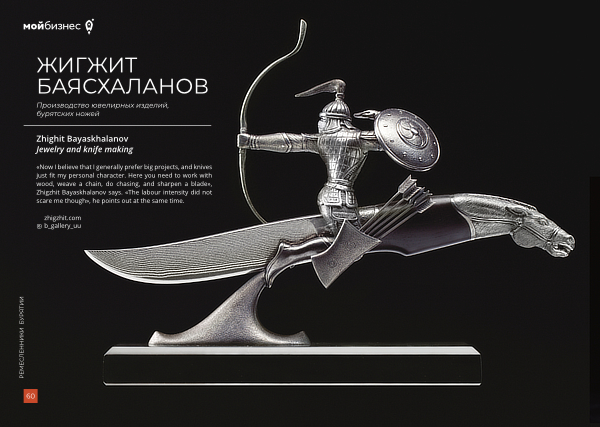 мойбизнес
ЖИГЖИТ
БАЯСХАЛАНОВ
Производство ювелирных изделий,
бурятских ножей
Zhighit Bayaskhalanov
Jewelry and knife making
«Now I believe that I generally prefer big projects, and knives
just fit my personal character. Here you need to work with
wood, weave a chain, do chasing, and sharpen a blade»,
Zhigzhit Bayaskhalanov says. «The labour intensity did not
scare me though», he points out at the same time.
zhigzhit.com
b_gallery_uu
РЕМЕСЛЕННИКИ БУРЯТИИ
60